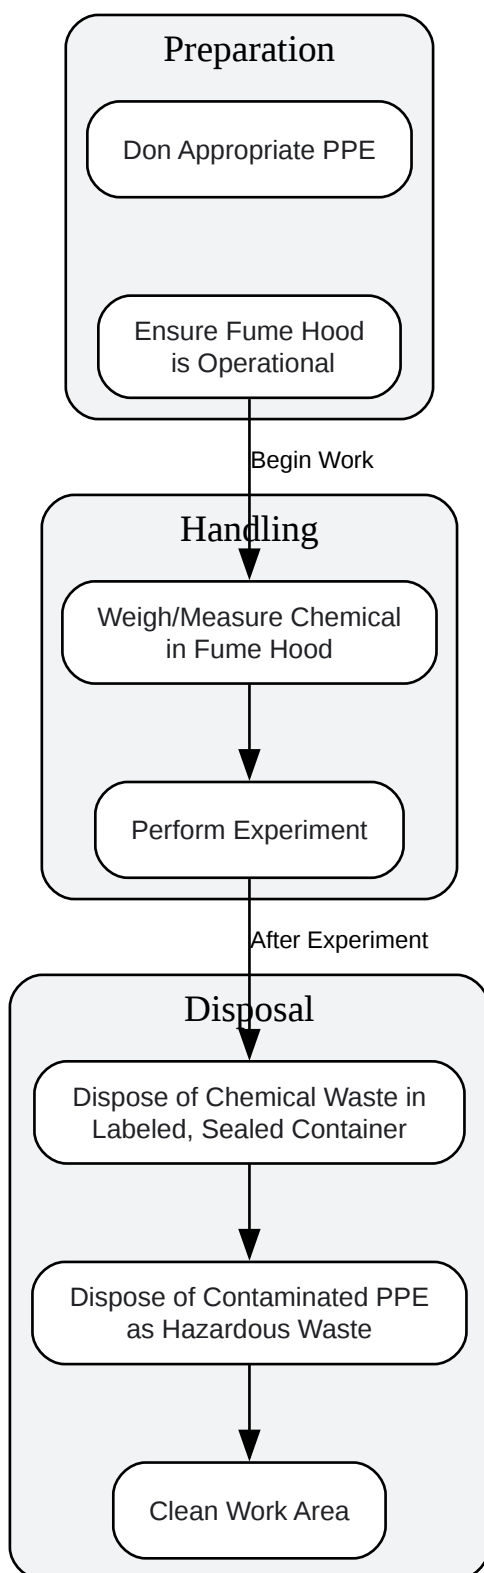 Preparation
Don Appropriate PPE
Ensure Fume Hood
is Operational
Begin Work
Handling
Weigh/Measure Chemical
in Fume Hood
Perform Experiment
After Experiment
Disposal
Dispose of Chemical Waste in
Labeled, Sealed Container
Dispose of Contaminated PPE
as Hazardous Waste
Clean Work Area